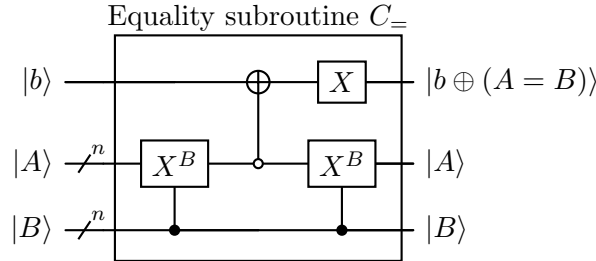 Equality subroutine C=
|b⟩ X |b ⊕ (A = B)⟩
|A⟩ n X^B X^B |A⟩
|B⟩ n |B⟩